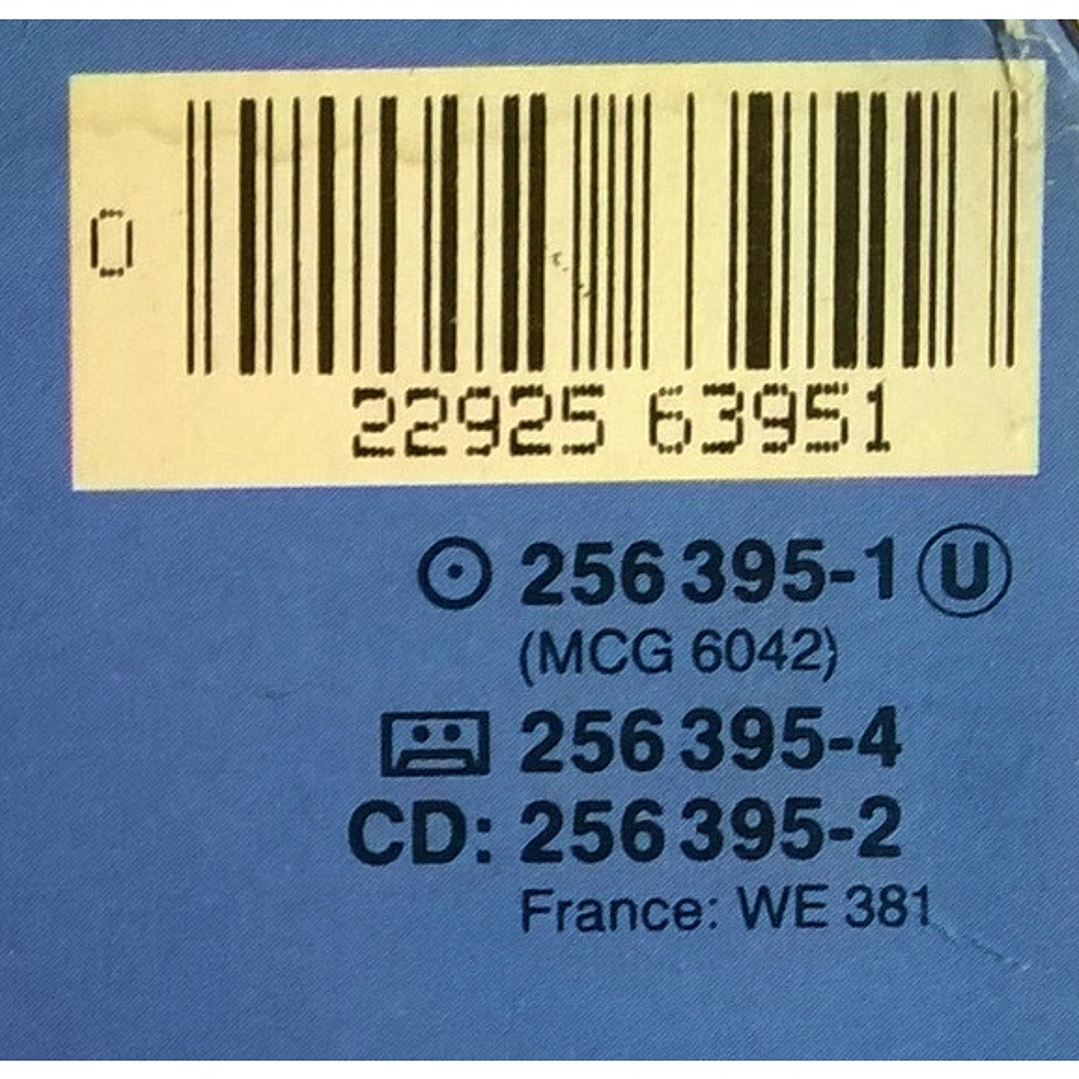 0
22925 63951
256 395-1 U
(MCG 6042)
256 395-4
CD: 256 395-2
France: WE 381